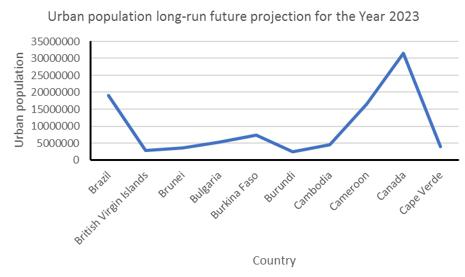 Urban population long-run future projection for the Year 2023
Urban population
35000000
30000000
25000000
20000000
15000000
10000000
5000000
0
Brazil
British Virgin Islands
Brunei
Bulgaria
Burkina Faso
Burundi
Cambodia
Cameroon
Canada
Cape Verde
Country